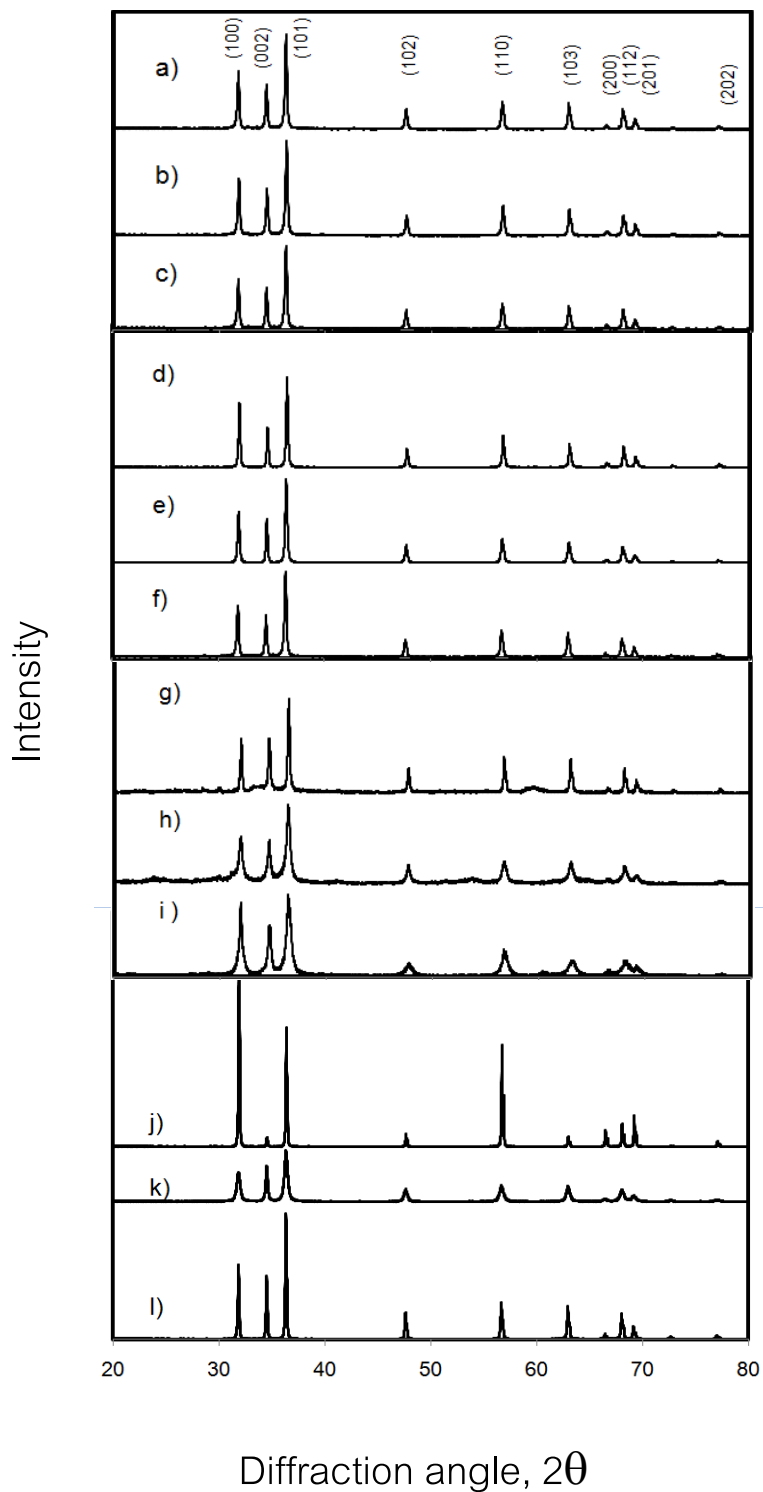 (100)
(002)
(101)
(102)
(110)
(103)
(200)
(112)
(201)
(202)
a)
b)
c)
d)
e)
f)
g)
h)
i)
j)
k)
l)
Intensity
20 30 40 50 60 70 80
Diffraction angle, 2θ